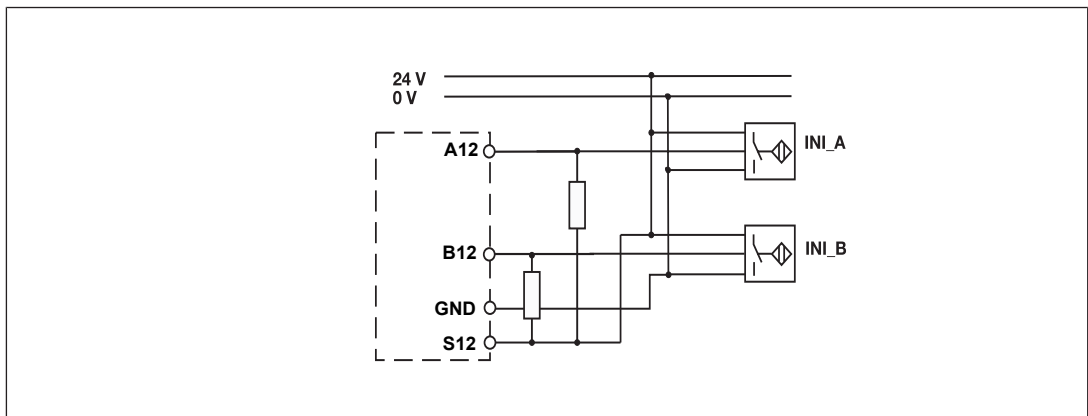 24 V
0 V
A12
INI_A
B12
INI_B
GND
S12